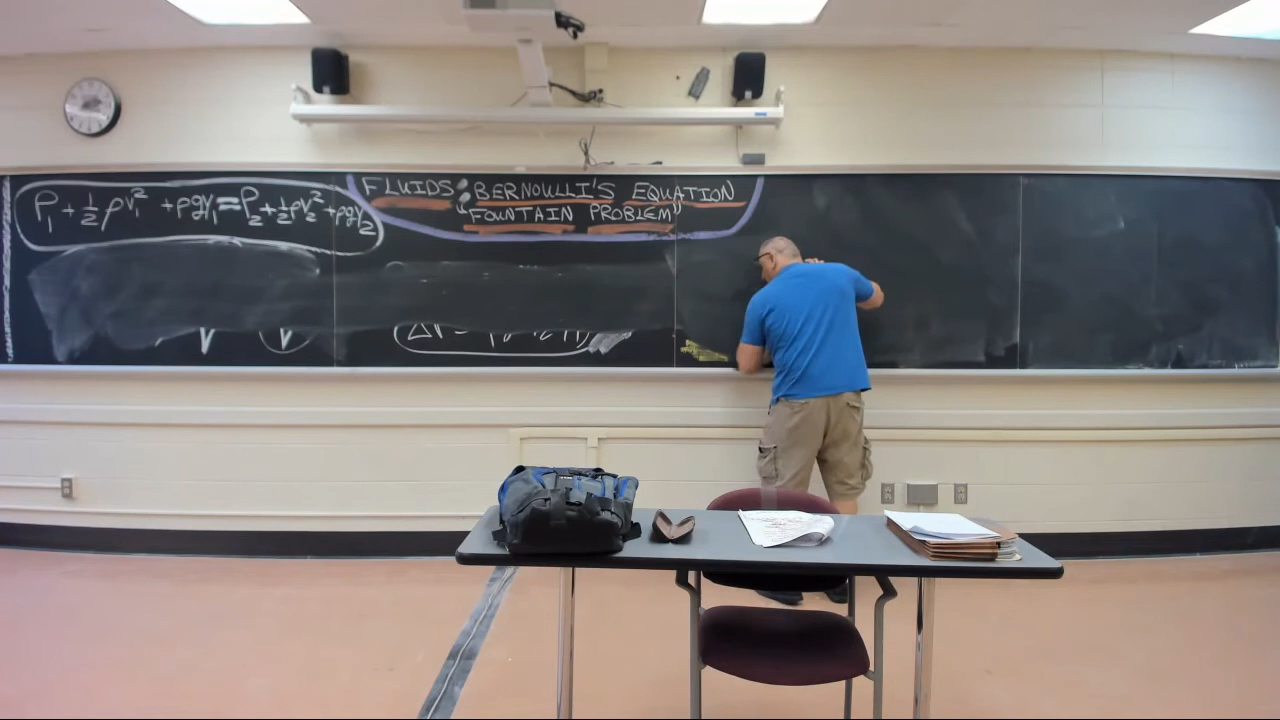 P₁ + ½ρv₁² + ρgy₁ = P₂ + ½ρv₂² + ρgy₂
FLUIDS: BERNOULLI'S EQUATION
"FOUNTAIN PROBLEM"